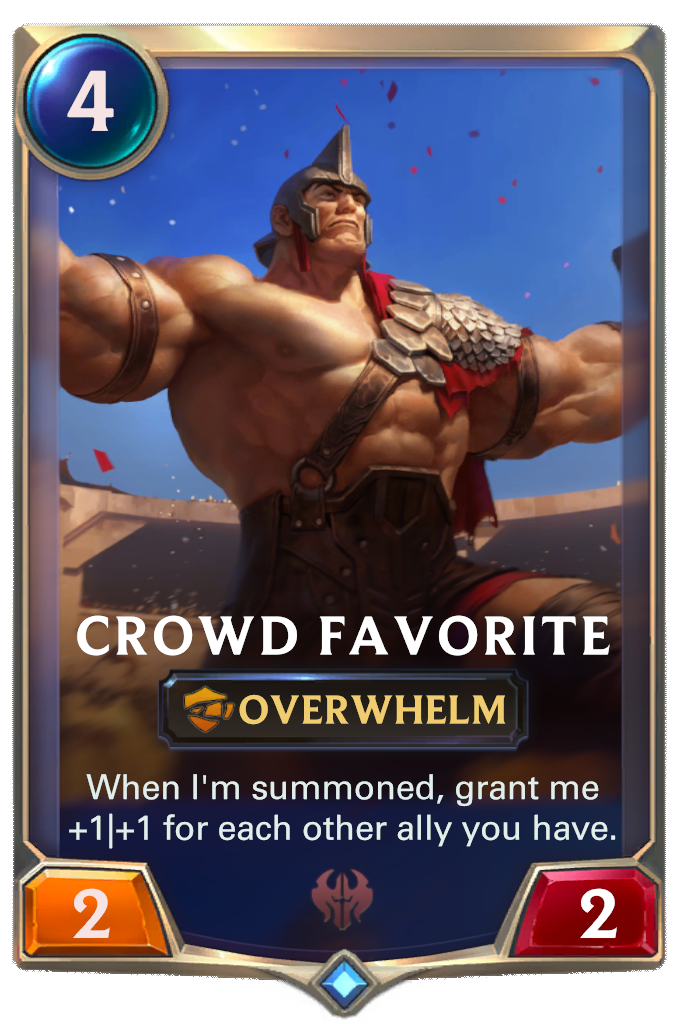 4
CROWD FAVORITE
OVERWHELM
When I'm summoned, grant me
+1|+1 for each other ally you have.
2 2